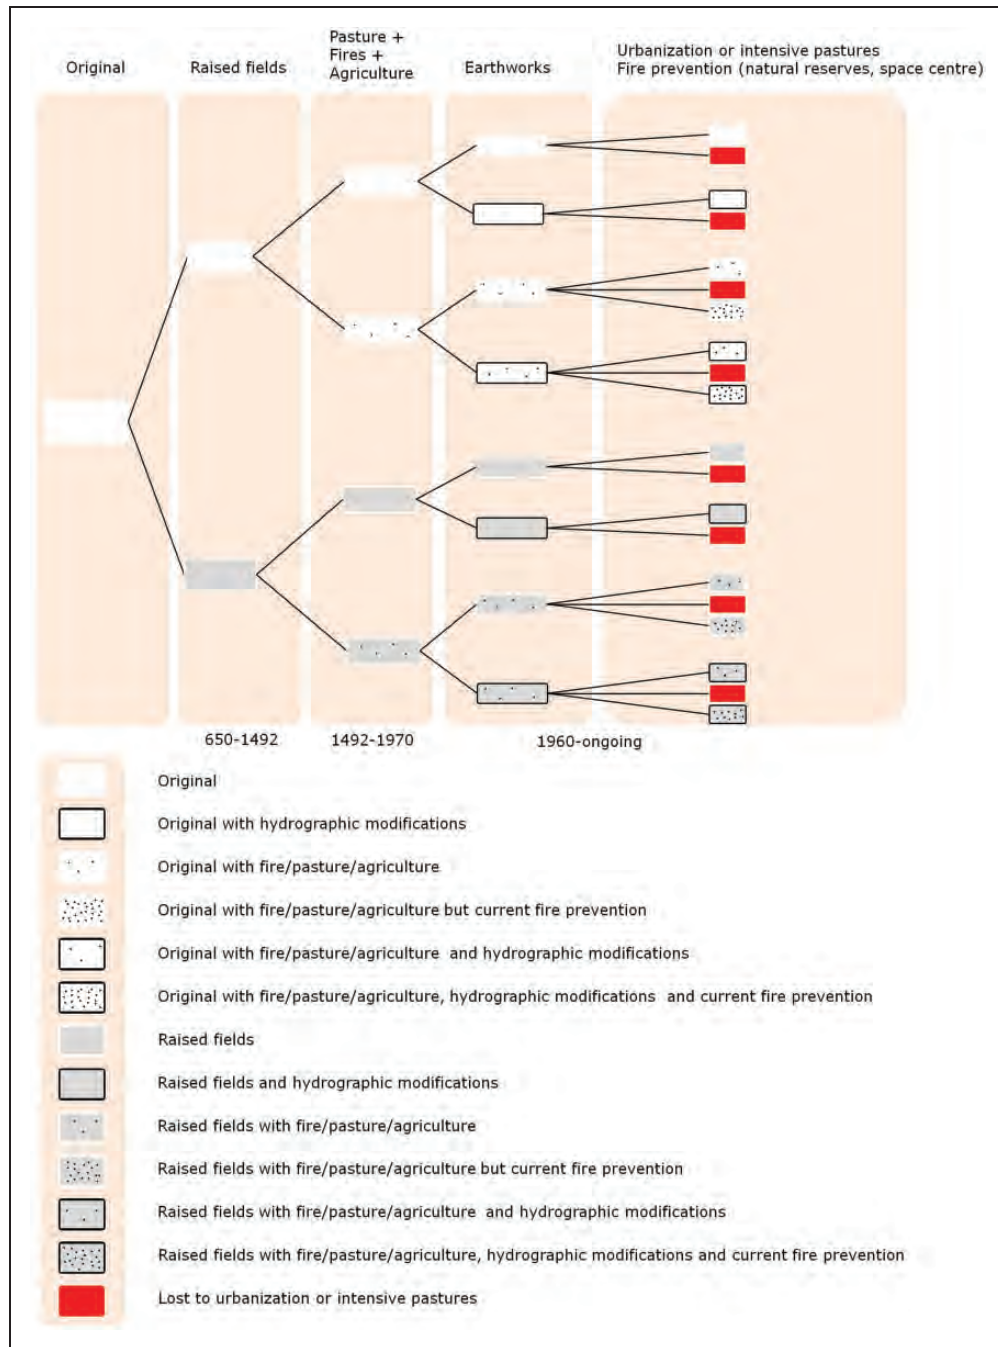 Original
Raised fields
Pasture +
Fires +
Agriculture
Earthworks
Urbanization or intensive pastures
Fire prevention (natural reserves, space centre)
650-1492
1492-1970
1960-ongoing
Original
Original with hydrographic modifications
Original with fire/pasture/agriculture
Original with fire/pasture/agriculture but current fire prevention
Original with fire/pasture/agriculture and hydrographic modifications
Original with fire/pasture/agriculture, hydrographic modifications and current fire prevention
Raised fields
Raised fields and hydrographic modifications
Raised fields with fire/pasture/agriculture
Raised fields with fire/pasture/agriculture but current fire prevention
Raised fields with fire/pasture/agriculture and hydrographic modifications
Raised fields with fire/pasture/agriculture, hydrographic modifications and current fire prevention
Lost to urbanization or intensive pastures